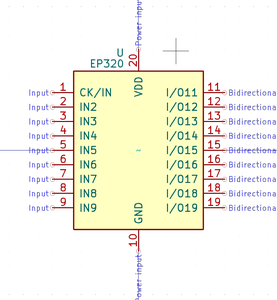 Power input
U
EP320
20
VDD
Input 1 CK/IN I/O11 11 Bidirectiona
Input 2 IN2 I/O12 12 Bidirectiona
Input 3 IN3 I/O13 13 Bidirectiona
Input 4 IN4 I/O14 14 Bidirectiona
Input 5 IN5 ~ I/O15 15 Bidirectiona
Input 6 IN6 I/O16 16 Bidirectiona
Input 7 IN7 I/O17 17 Bidirectiona
Input 8 IN8 I/O18 18 Bidirectiona
Input 9 IN9 I/O19 19 Bidirectiona
GND
10
ower input